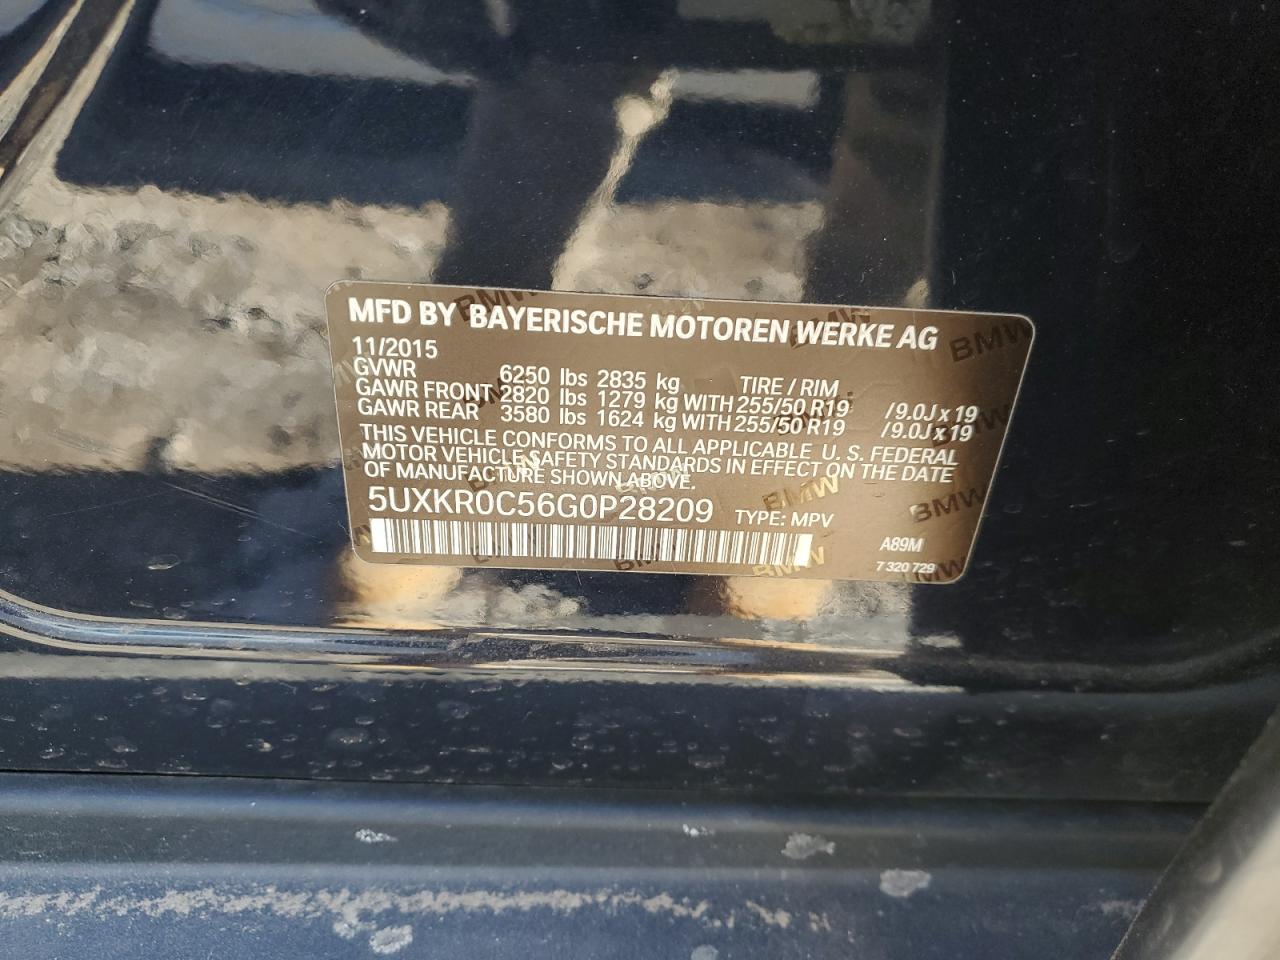 MFD BY BAYERISCHE MOTOREN WERKE AG
11/2015
GVWR 6250 lbs 2835 kg TIRE / RIM
GAWR FRONT 2820 lbs 1279 kg WITH 255/50 R19 / 9.0J x 19
GAWR REAR 3580 lbs 1624 kg WITH 255/50 R19 / 9.0J x 19
THIS VEHICLE CONFORMS TO ALL APPLICABLE U. S. FEDERAL
MOTOR VEHICLE SAFETY STANDARDS IN EFFECT ON THE DATE
OF MANUFACTURE SHOWN ABOVE.
5UXKR0C56G0P28209 TYPE: MPV
A89M
7 320 729